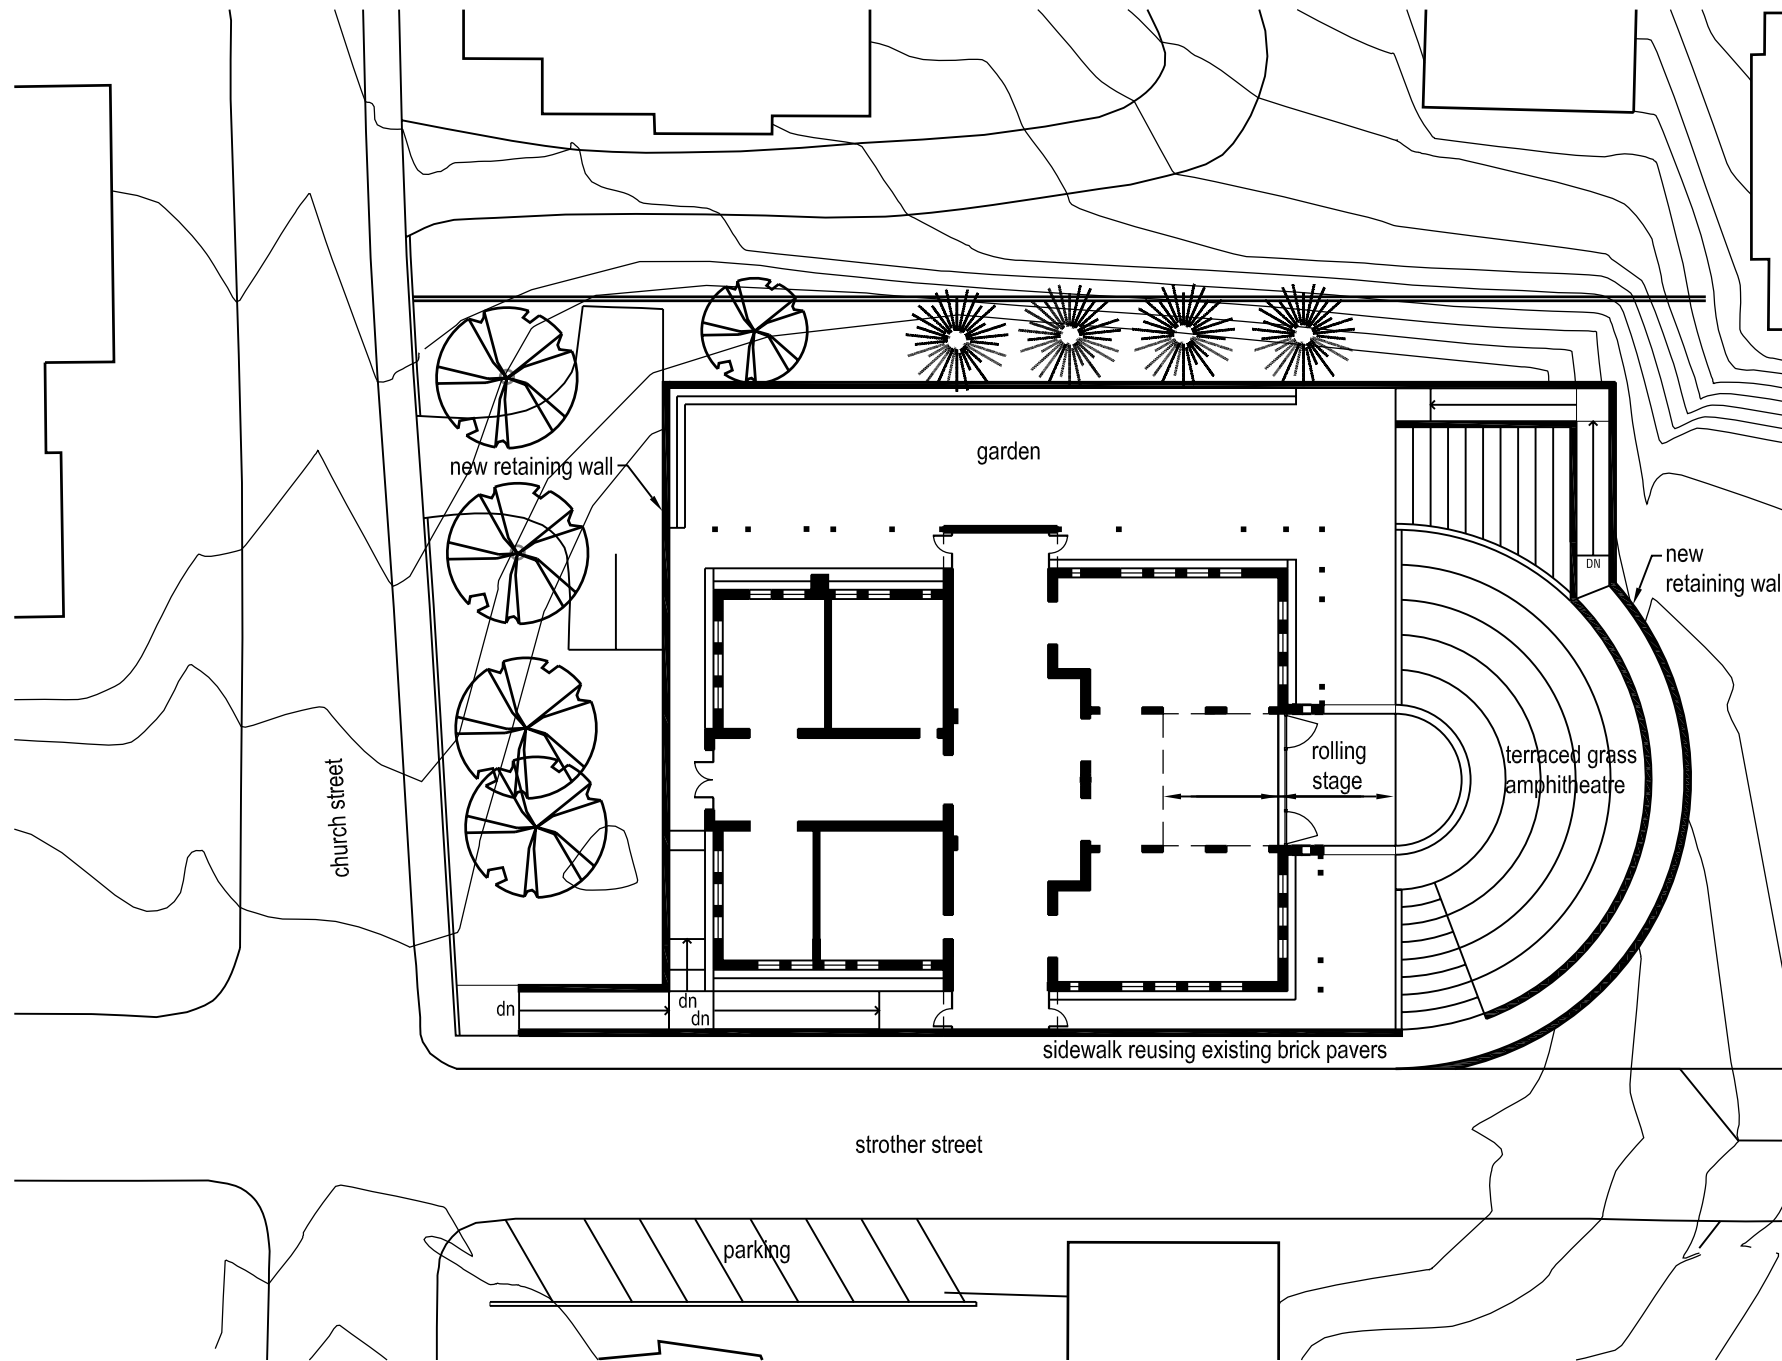 garden
new retaining wall
new
retaining wal
DN
rolling
stage
terraced grass
amphitheatre
church street
dn
dn
dn
sidewalk reusing existing brick pavers
strother street
parking